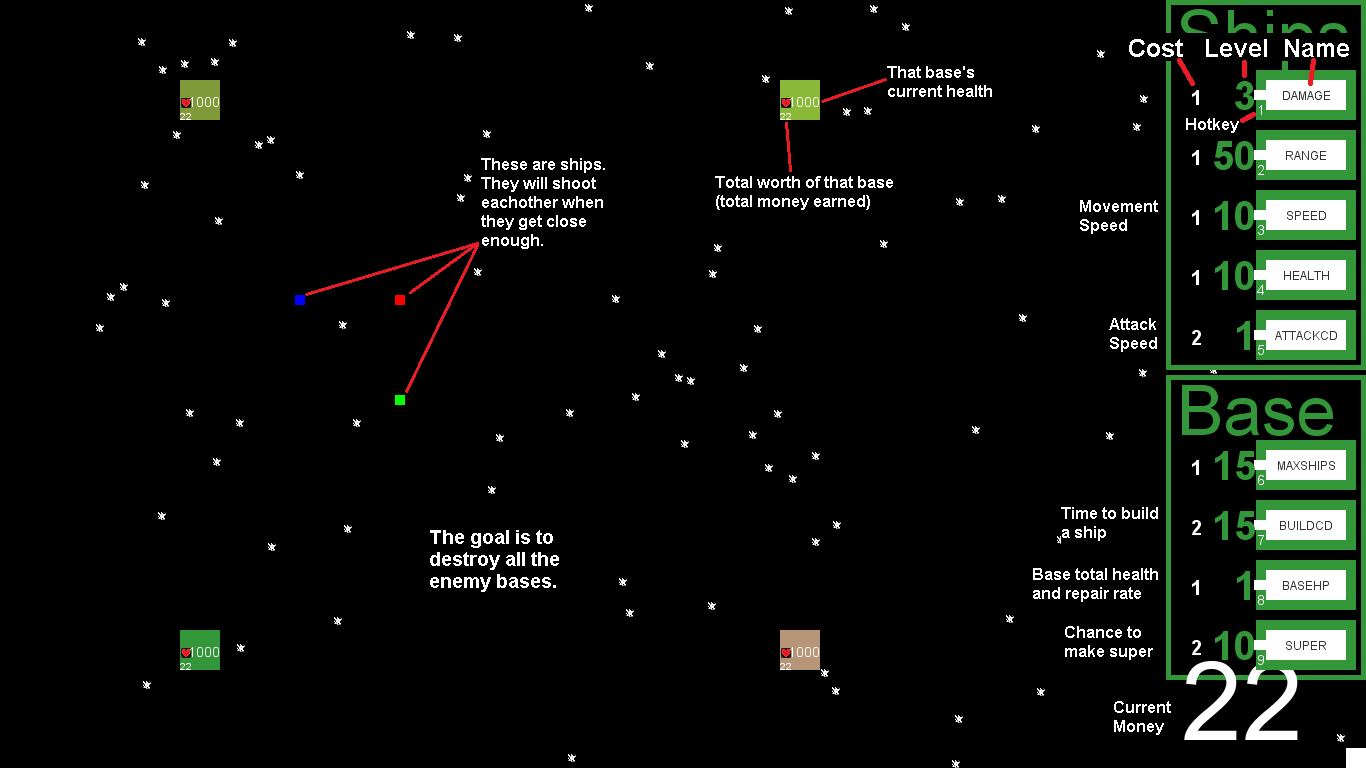 Ships
Cost Level Name
1 3 DAMAGE
1
Hotkey
1 50 RANGE
2
Movement
Speed
1 10 SPEED
3
1 10 HEALTH
4
Attack
Speed
2 1 ATTACKCD
5
Base
1 15 MAXSHIPS
6
Time to build
a ship
2 15 BUILDCD
7
Base total health
and repair rate
1 1 BASEHP
8
Chance to
make super
2 10 SUPER
9
Current
Money
22
1000
22
1000
22
That base's
current health
Total worth of that base
(total money earned)
These are ships.
They will shoot
eachother when
they get close
enough.
The goal is to
destroy all the
enemy bases.
1000
22
1000
22